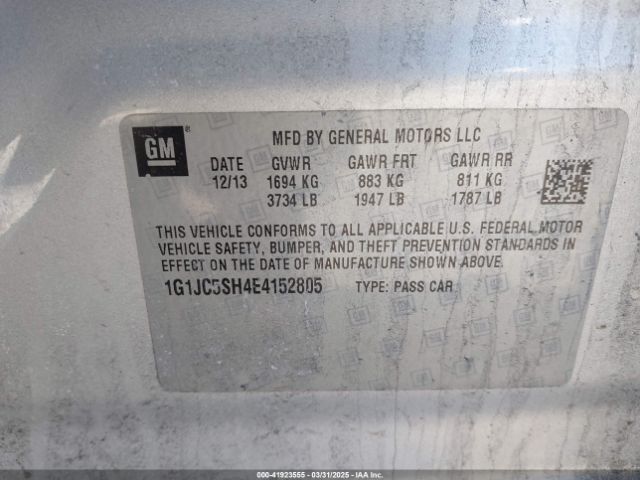 GM
MFD BY GENERAL MOTORS LLC
DATE GVWR GAWR FRT GAWR RR
12/13 1694 KG 883 KG 811 KG
3734 LB 1947 LB 1787 LB
THIS VEHICLE CONFORMS TO ALL APPLICABLE U.S. FEDERAL MOTOR
VEHICLE SAFETY, BUMPER, AND THEFT PREVENTION STANDARDS IN
EFFECT ON THE DATE OF MANUFACTURE SHOWN ABOVE.
1G1JC5SH4E4152805 TYPE: PASS CAR
000-41923555 - 03/31/2025 - IAAI.COM